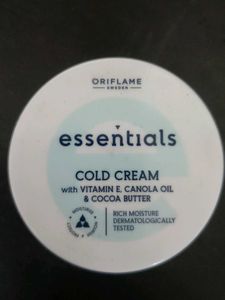 ORIFLAME
SWEDEN
essentials
COLD CREAM
with VITAMIN E, CANOLA OIL
& COCOA BUTTER
RICH MOISTURE
DERMATOLOGICALLY
TESTED